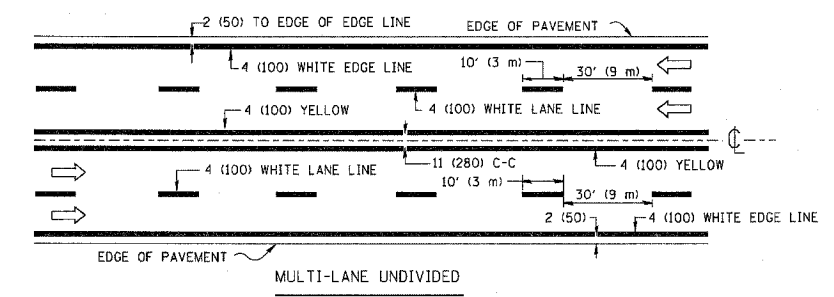 2 (50) TO EDGE OF EDGE LINE
EDGE OF PAVEMENT
4 (100) WHITE EDGE LINE
10' (3 m)
30' (9 m)
4 (100) YELLOW
4 (100) WHITE LANE LINE
CL
4 (100) WHITE LANE LINE
11 (280) C-C
4 (100) YELLOW
10' (3 m)
30' (9 m)
2 (50)
4 (100) WHITE EDGE LINE
EDGE OF PAVEMENT
MULTI-LANE UNDIVIDED